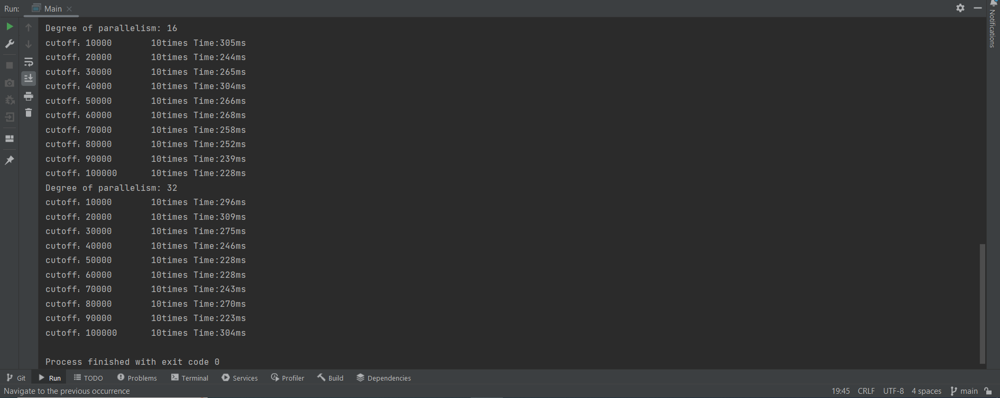 Run: Main
Notifications
Degree of parallelism: 16
cutoff：10000 10times Time:305ms
cutoff：20000 10times Time:244ms
cutoff：30000 10times Time:265ms
cutoff：40000 10times Time:304ms
cutoff：50000 10times Time:266ms
cutoff：60000 10times Time:268ms
cutoff：70000 10times Time:258ms
cutoff：80000 10times Time:252ms
cutoff：90000 10times Time:239ms
cutoff：100000 10times Time:228ms
Degree of parallelism: 32
cutoff：10000 10times Time:296ms
cutoff：20000 10times Time:309ms
cutoff：30000 10times Time:275ms
cutoff：40000 10times Time:246ms
cutoff：50000 10times Time:228ms
cutoff：60000 10times Time:228ms
cutoff：70000 10times Time:243ms
cutoff：80000 10times Time:270ms
cutoff：90000 10times Time:223ms
cutoff：100000 10times Time:304ms
Process finished with exit code 0
Git Run TODO Problems Terminal Services Profiler Build Dependencies
Navigate to the previous occurrence 19:45 CRLF UTF-8 4 spaces main